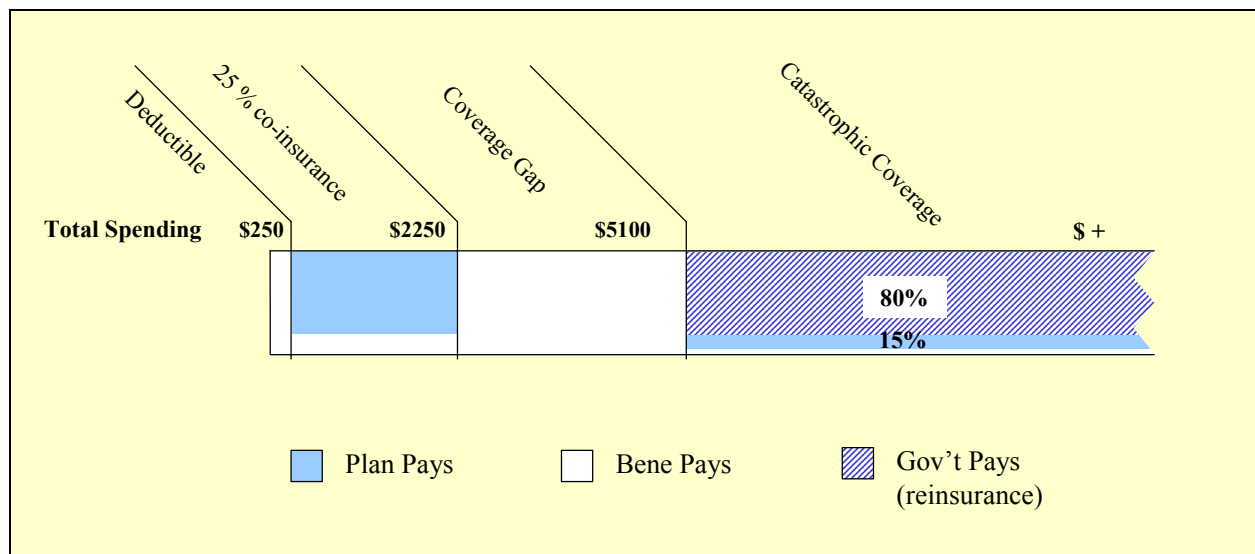 Deductible
25 % co-insurance
Coverage Gap
Catastrophic Coverage
Total Spending $250 $2250 $5100 $ +
80%
15%
Plan Pays
Bene Pays
Gov’t Pays
(reinsurance)